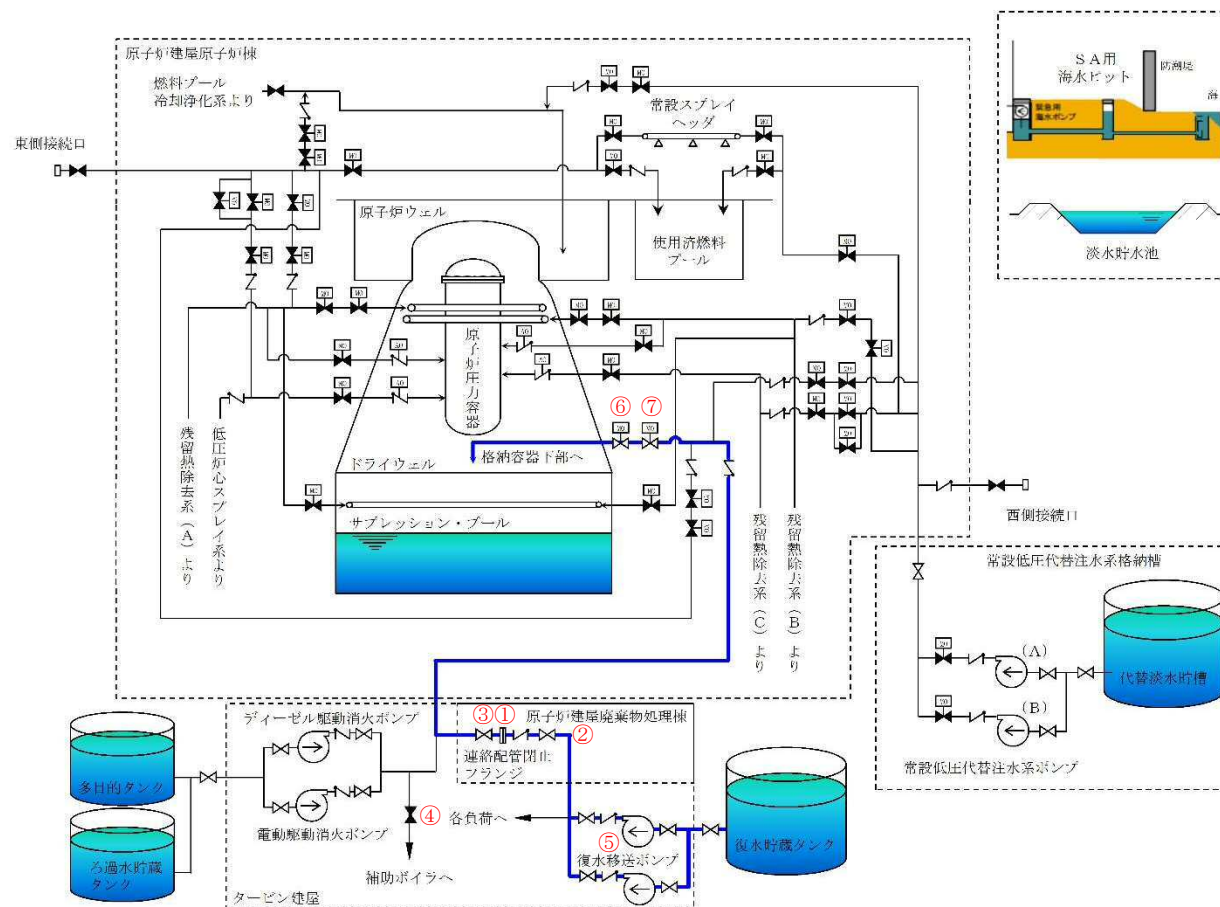 原子炉建屋原子炉棟
燃料プール
冷却浄化系より
東側接続口
常設スプレイ
ヘッダ
原子炉ウェル
使用済燃料
プール
原子炉圧力容器
⑥ ⑦
格納容器下部へ
ドライウェル
サプレッション・プール
残留熱除去系(A)より
低圧炉心スプレイ系より
残留熱除去系(C)より
残留熱除去系(B)より
西側接続口
SA用
海水ピット
防潮堤
海
緊急用
海水ポンプ
淡水貯水池
常設低圧代替注水系格納槽
(A)
代替淡水貯槽
(B)
常設低圧代替注水系ポンプ
ディーゼル駆動消火ポンプ
③①
原子炉建屋廃棄物処理棟
②
連絡配管閉止
フランジ
多目的タンク
電動駆動消火ポンプ
④
各負荷へ
⑤
復水移送ポンプ
復水貯蔵タンク
ろ過水貯蔵
タンク
補助ボイラへ
タービン建屋